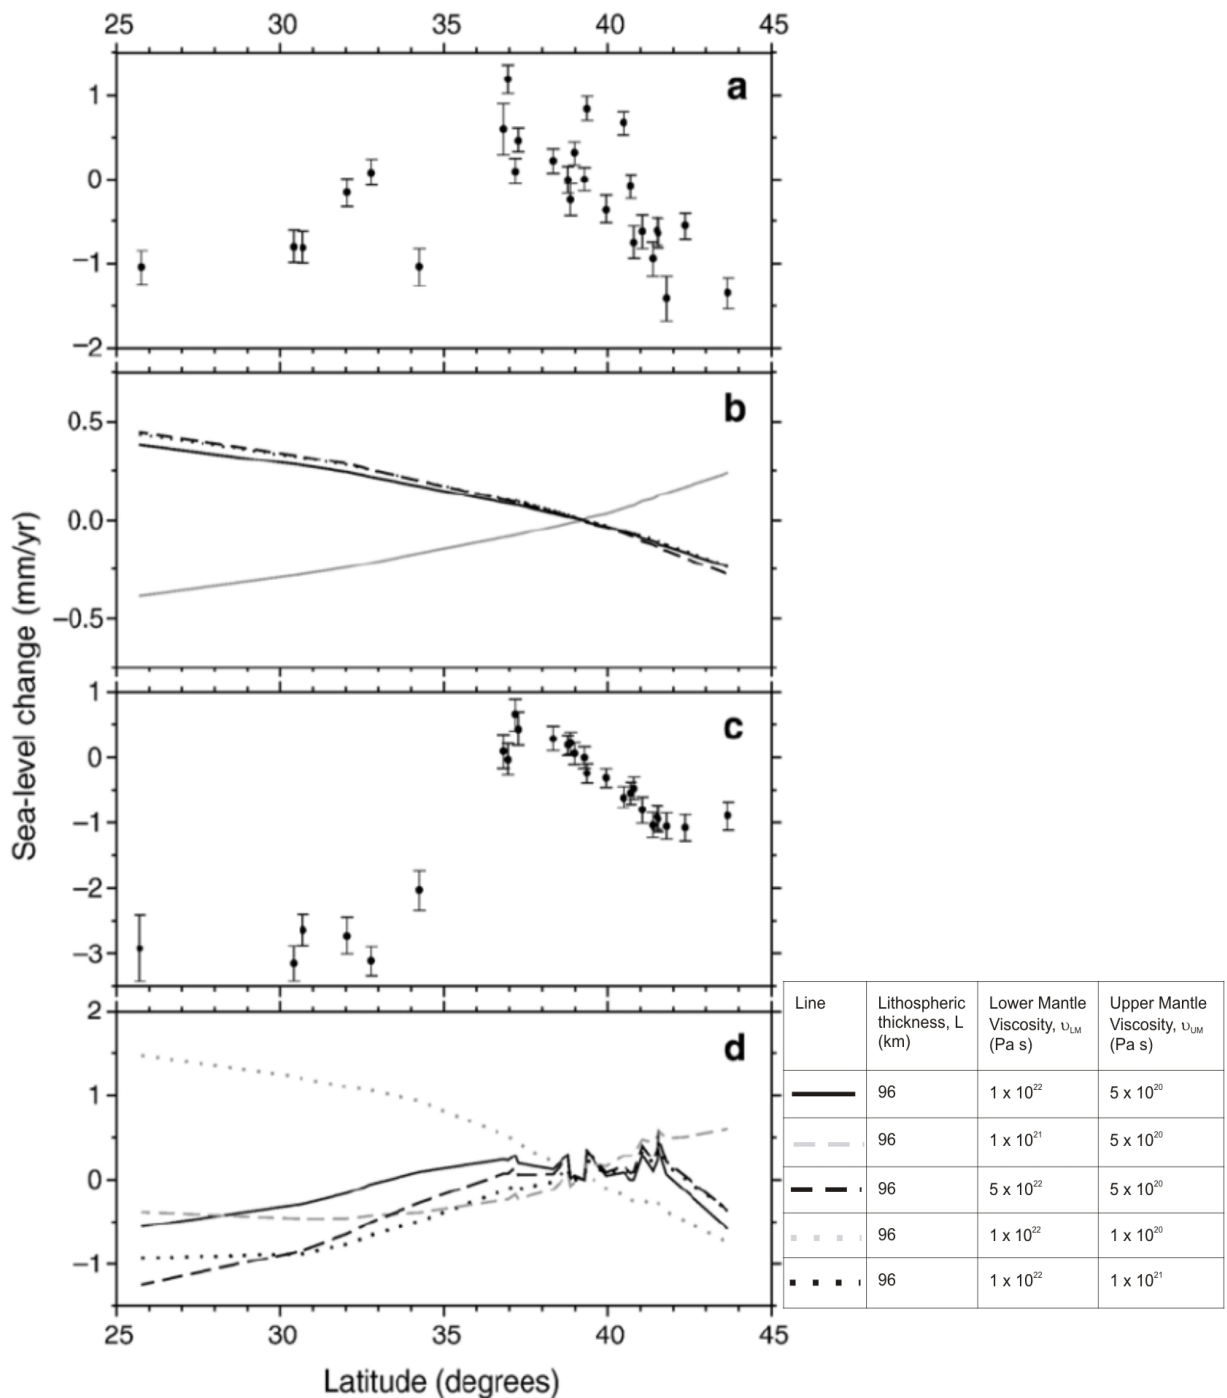 25 30 35 40 45
a
1
0
−1
−2
b
0.5
0.0
−0.5
Sea-level change (mm/yr)
1
c
0
−1
−2
−3
2
d
1
0
−1
25 30 35 40 45
Latitude (degrees)
Line Lithospheric thickness, L (km) Lower Mantle Viscosity, υLM (Pa s) Upper Mantle Viscosity, υUM (Pa s)
96 1 x 10²² 5 x 10²⁰
96 1 x 10²¹ 5 x 10²⁰
96 5 x 10²² 5 x 10²⁰
96 1 x 10²² 1 x 10²⁰
96 1 x 10²² 1 x 10²¹